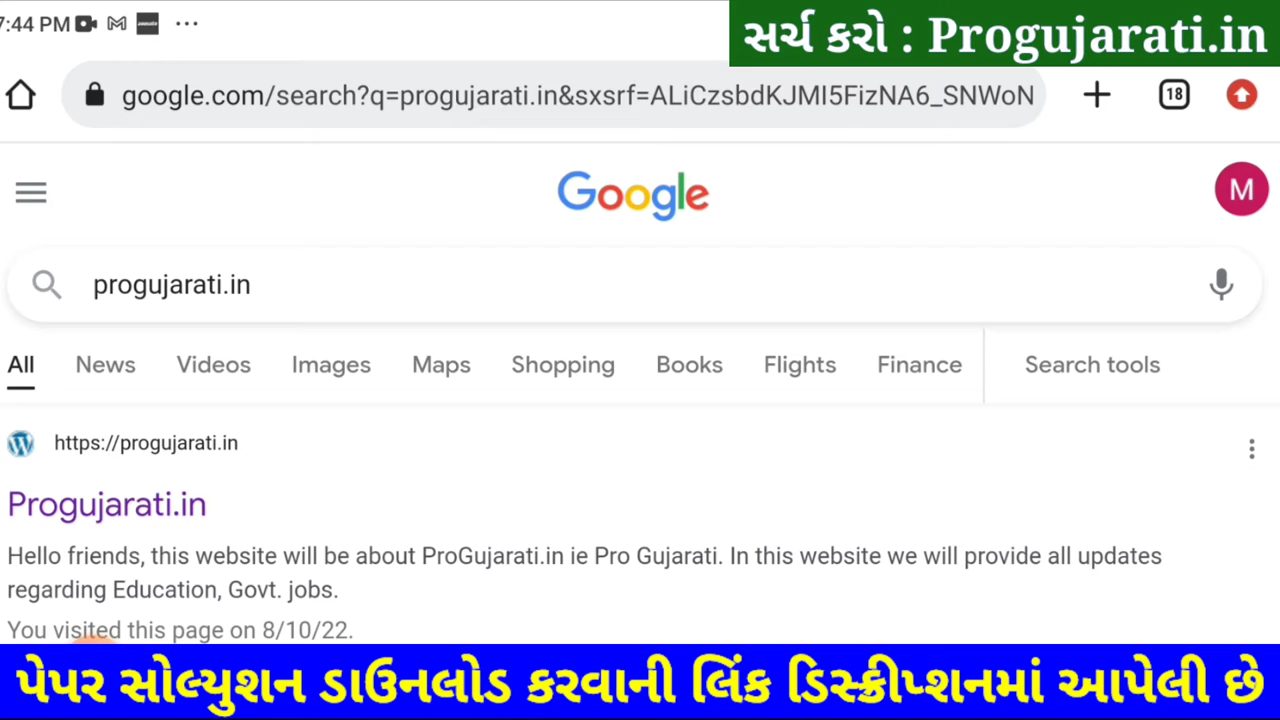 7:44 PM
સર્ચ કરો : Progujarati.in
google.com/search?q=progujarati.in&sxsrf=ALiCzsbdKJMI5FizNA6_SNWoN
18
Google
M
progujarati.in
All News Videos Images Maps Shopping Books Flights Finance Search tools
https://progujarati.in
Progujarati.in
Hello friends, this website will be about ProGujarati.in ie Pro Gujarati. In this website we will provide all updates
regarding Education, Govt. jobs.
You visited this page on 8/10/22.
પેપર સોલ્યુશન ડાઉનલોડ કરવાની લિંક ડિસ્ક્રીપ્શનમાં આપેલી છે